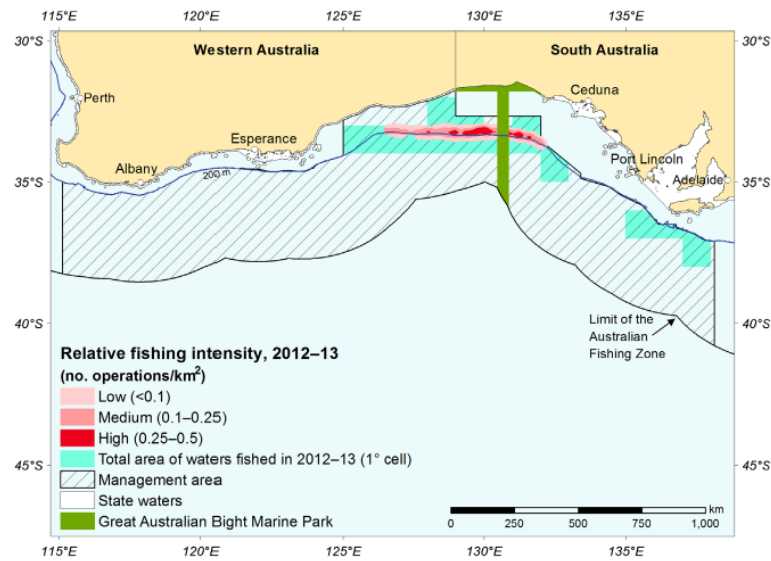 115°E 120°E 125°E 130°E 135°E
30°S 30°S
Western Australia South Australia
Perth
Ceduna
Esperance
Albany
200 m
Port Lincoln
Adelaide
35°S 35°S
Limit of the
Australian
Fishing Zone
40°S 40°S
Relative fishing intensity, 2012–13
(no. operations/km²)
Low (<0.1)
Medium (0.1–0.25)
High (0.25–0.5)
Total area of waters fished in 2012–13 (1° cell)
45°S 45°S
Management area
State waters
Great Australian Bight Marine Park
km
0 250 500 750 1,000
115°E 120°E 125°E 130°E 135°E